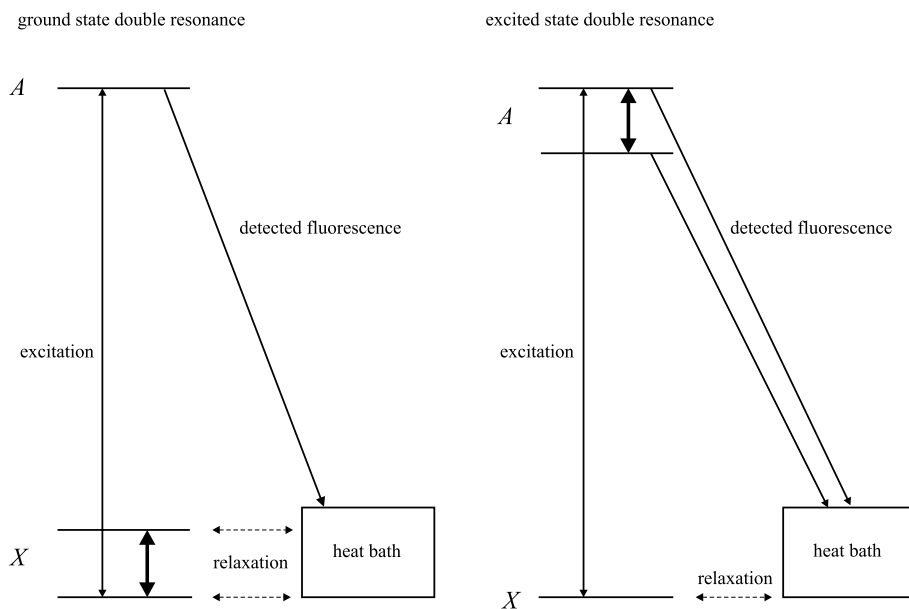 ground state double resonance
A
detected fluorescence
excitation
heat bath
relaxation
X
excited state double resonance
A
detected fluorescence
excitation
heat bath
relaxation
X